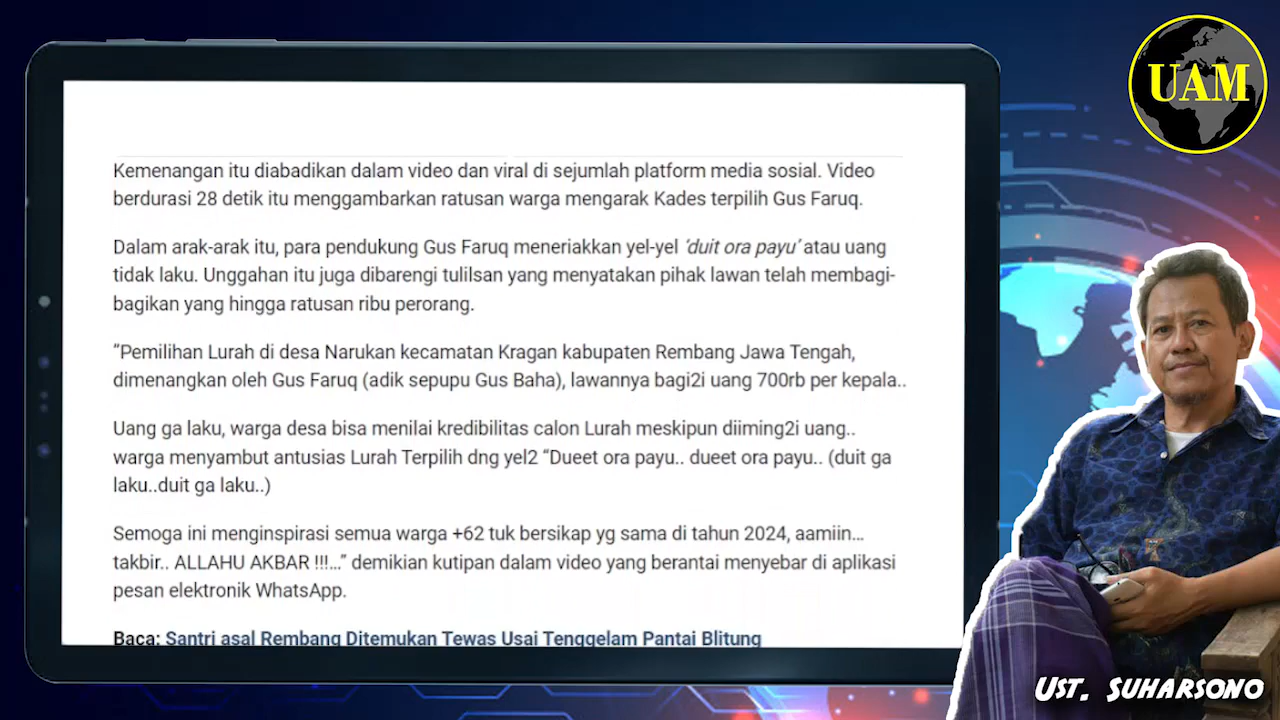 UAM
Kemenangan itu diabadikan dalam video dan viral di sejumlah platform media sosial. Video
berdurasi 28 detik itu menggambarkan ratusan warga mengarak Kades terpilih Gus Faruq.
Dalam arak-arak itu, para pendukung Gus Faruq meneriakkan yel-yel ‘duit ora payu’ atau uang
tidak laku. Unggahan itu juga dibarengi tulilsan yang menyatakan pihak lawan telah membagi-
bagikan yang hingga ratusan ribu perorang.
“Pemilihan Lurah di desa Narukan kecamatan Kragan kabupaten Rembang Jawa Tengah,
dimenangkan oleh Gus Faruq (adik sepupu Gus Baha), lawannya bagi2i uang 700rb per kepala..
Uang ga laku, warga desa bisa menilai kredibilitas calon Lurah meskipun diiming2i uang..
warga menyambut antusias Lurah Terpilih dng yel2 “Dueet ora payu.. dueet ora payu.. (duit ga
laku..duit ga laku..)
Semoga ini menginspirasi semua warga +62 tuk bersikap yg sama di tahun 2024, aamiin…
takbir.. ALLAHU AKBAR !!!…” demikian kutipan dalam video yang berantai menyebar di aplikasi
pesan elektronik WhatsApp.
Baca: Santri asal Rembang Ditemukan Tewas Usai Tenggelam Pantai Blitung
UST. SUHARSONO